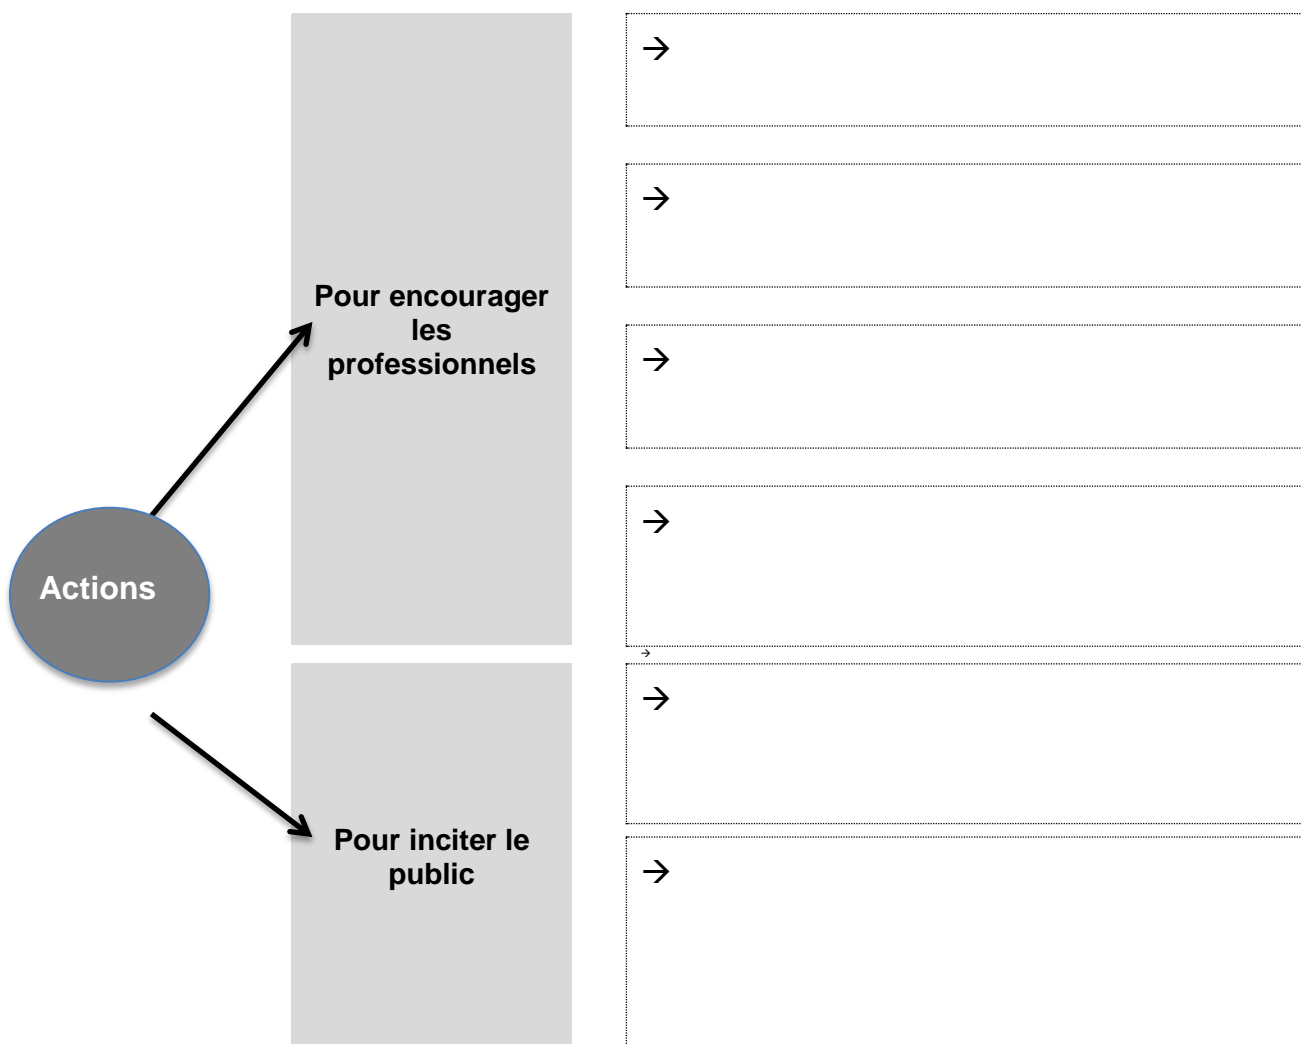 →
→
Pour encourager
les
professionnels
→
→
Actions
→
→
Pour inciter le
public
→